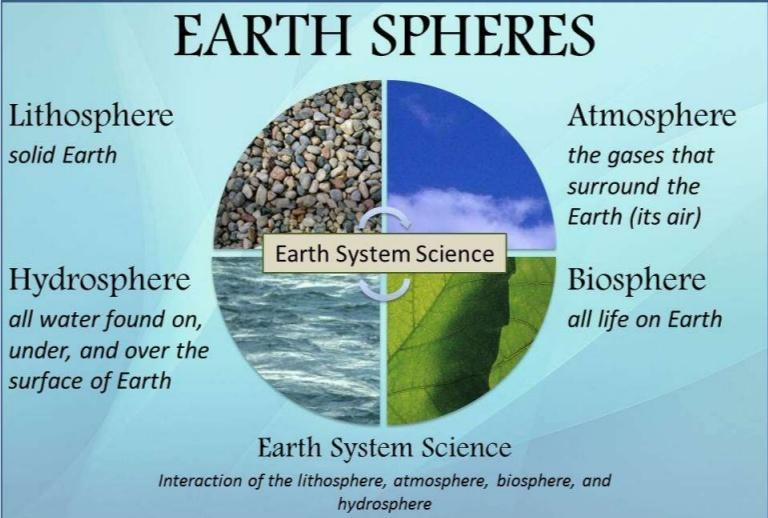 EARTH SPHERES
Lithosphere
solid Earth
Atmosphere
the gases that
surround the
Earth (its air)
Earth System Science
Hydrosphere
all water found on,
under, and over the
surface of Earth
Biosphere
all life on Earth
Earth System Science
Interaction of the lithosphere, atmosphere, biosphere, and
hydrosphere